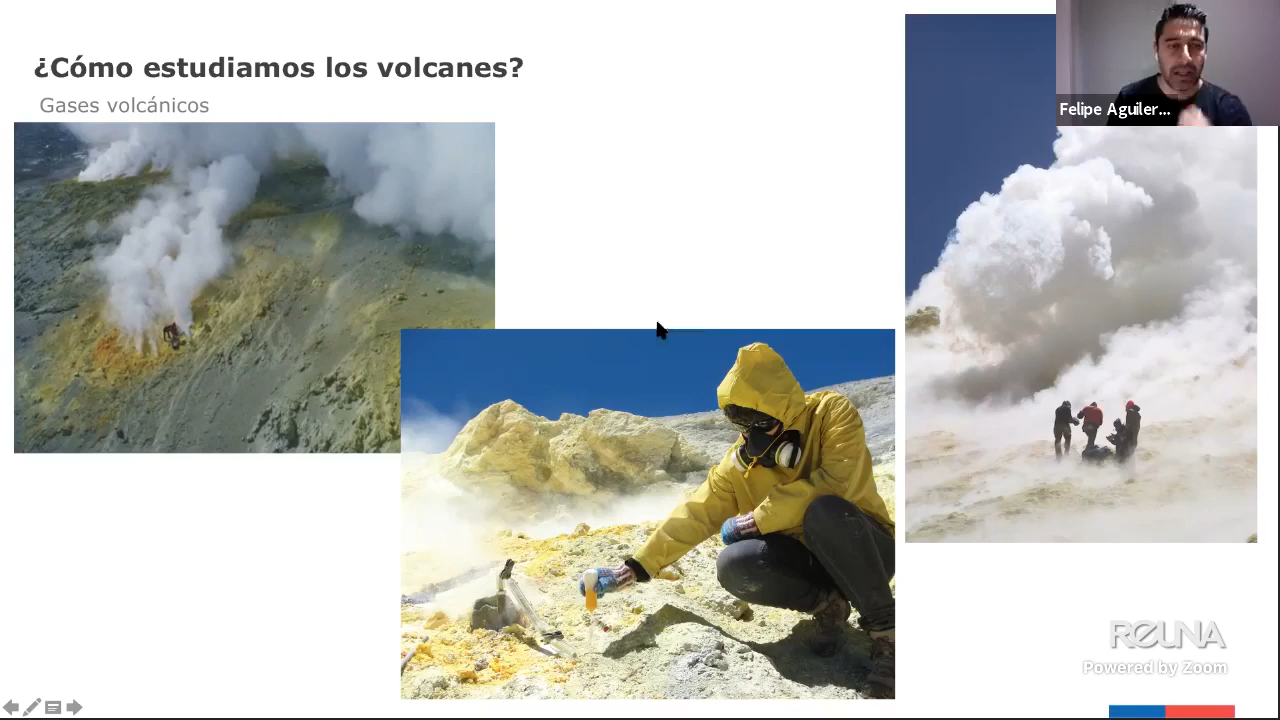 ¿Cómo estudiamos los volcanes?
Gases volcánicos
Felipe Aguiler...
REUNA
Powered by Zoom